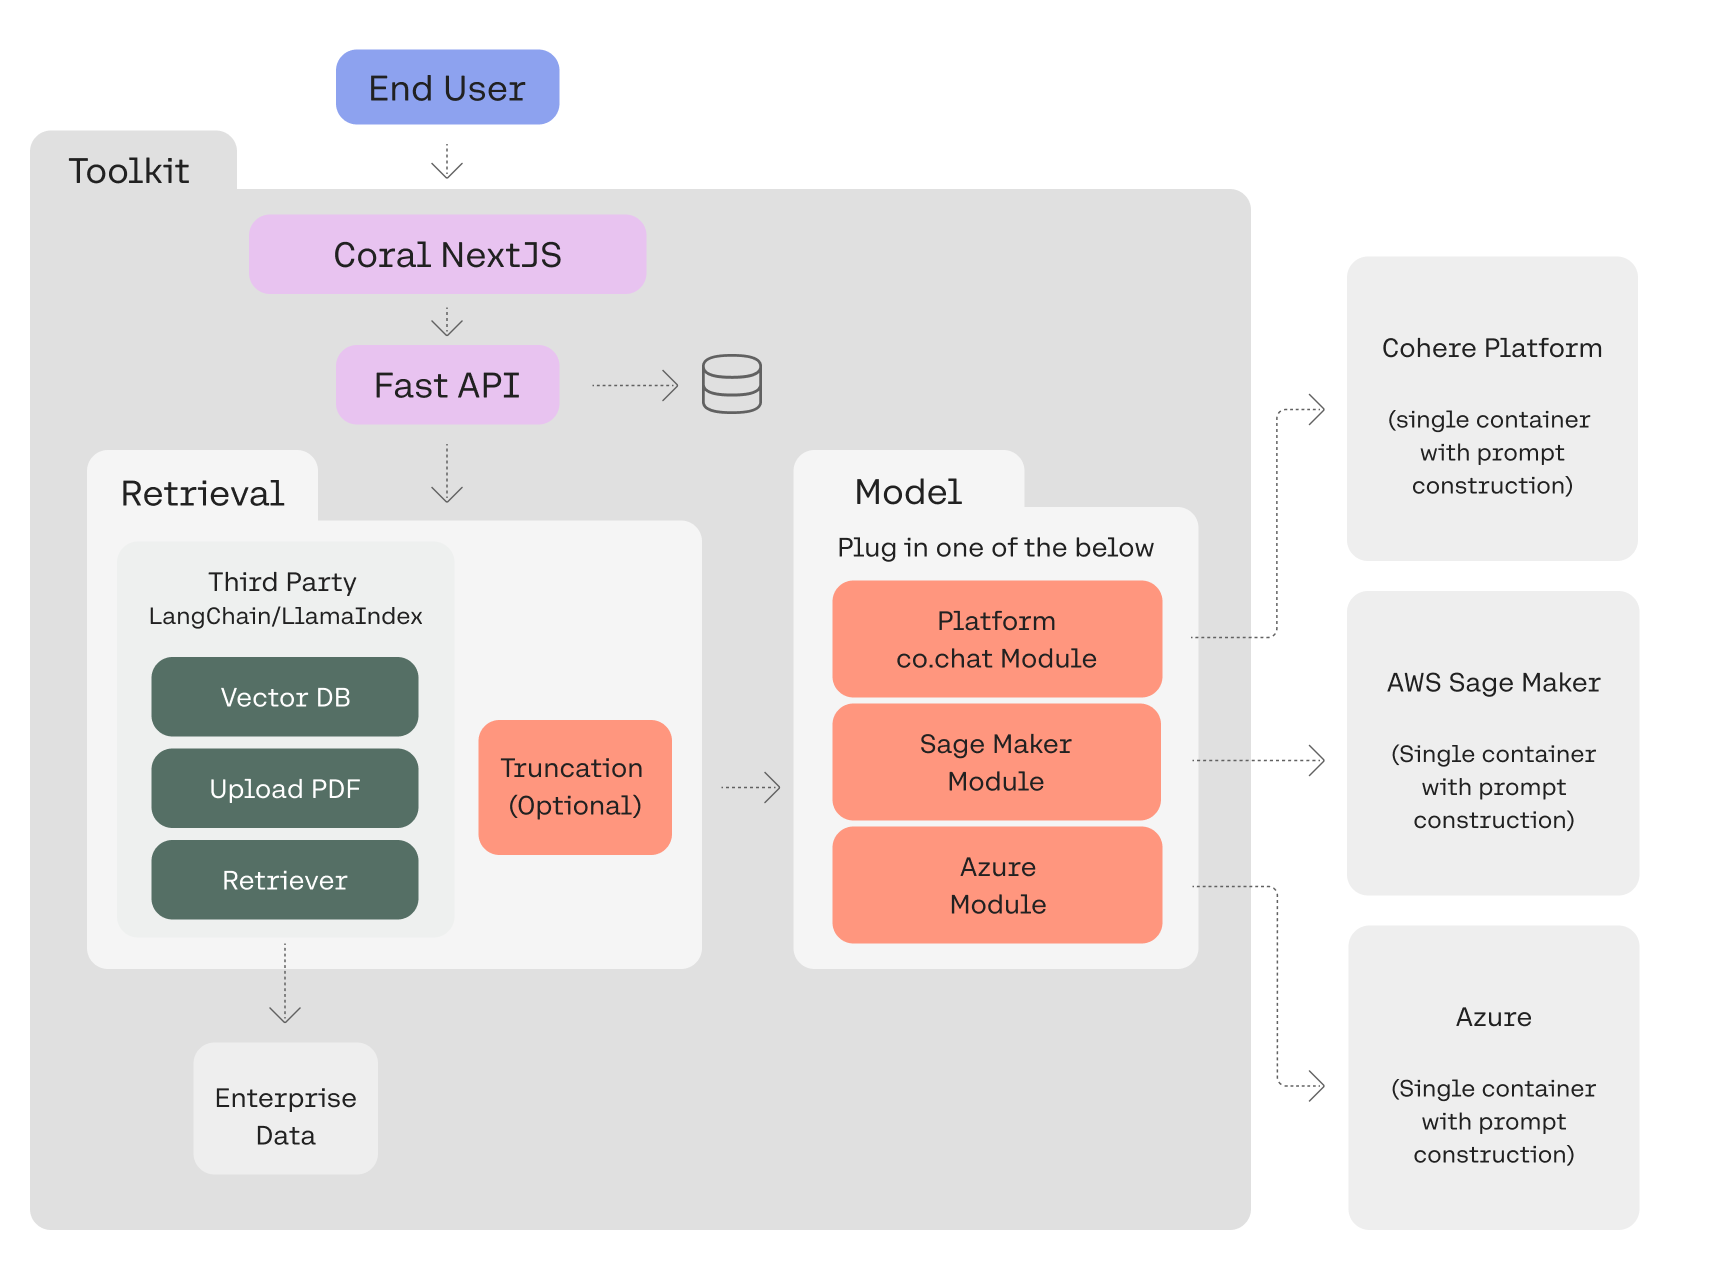 End User
Toolkit
Coral NextJS
Fast API
Retrieval
Third Party
LangChain/LlamaIndex
Vector DB
Upload PDF
Retriever
Truncation
(Optional)
Enterprise
Data
Model
Plug in one of the below
Platform
co.chat Module
Sage Maker
Module
Azure
Module
Cohere Platform
(single container
with prompt
construction)
AWS Sage Maker
(Single container
with prompt
construction)
Azure
(Single container
with prompt
construction)